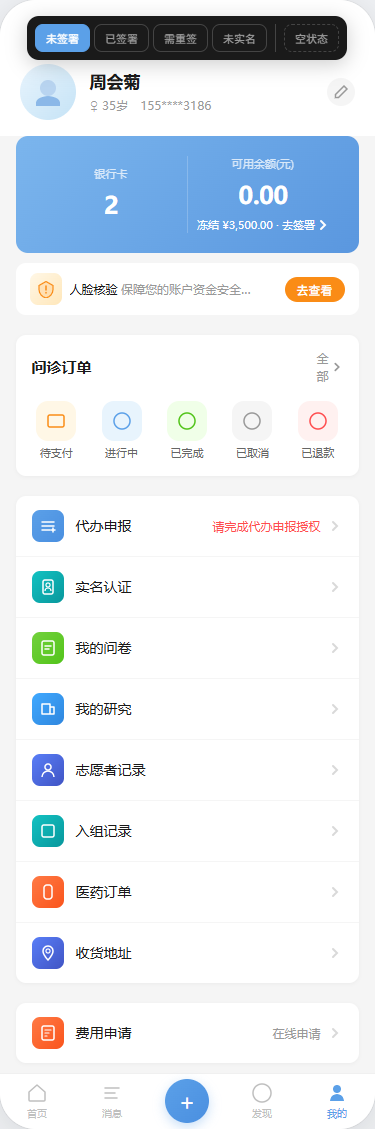 未签署 已签署 需重签 未实名 空状态
周会菊
♀ 35岁 155****3186
银行卡
2
可用余额(元)
0.00
冻结 ¥3,500.00 · 去签署
人脸核验 保障您的账户资金安全... 去查看
问诊订单
全
部
待支付 进行中 已完成 已取消 已退款
代办申报 请完成代办申报授权
实名认证
我的问卷
我的研究
志愿者记录
入组记录
医药订单
收货地址
费用申请 在线申请
首页 消息 + 发现 我的